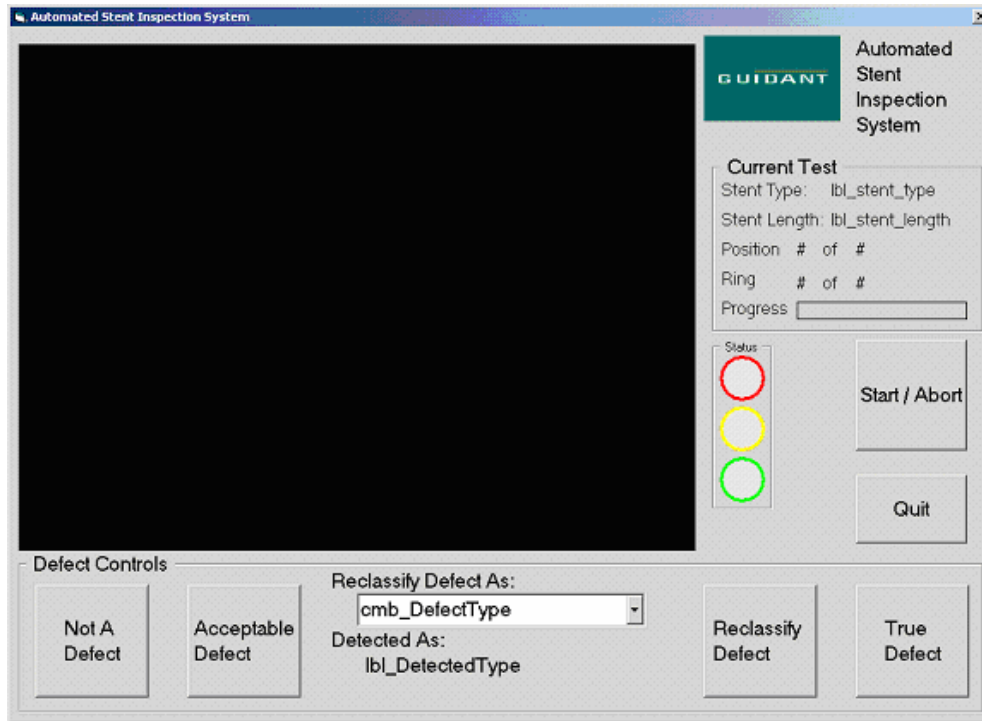 Automated Stent Inspection System
GUIDANT
Automated
Stent
Inspection
System
Current Test
Stent Type: lbl_stent_type
Stent Length: lbl_stent_length
Position # of #
Ring # of #
Progress
Status
Start / Abort
Quit
Defect Controls
Not A
Defect
Acceptable
Defect
Reclassify Defect As:
cmb_DefectType
Detected As:
lbl_DetectedType
Reclassify
Defect
True
Defect